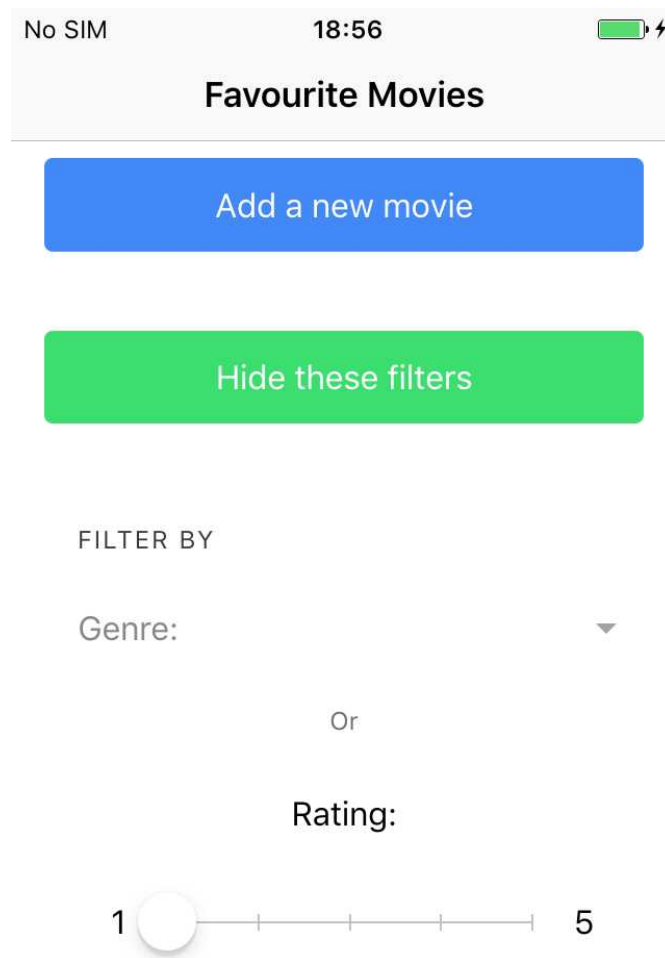 No SIM 18:56
Favourite Movies
Add a new movie
Hide these filters
FILTER BY
Genre:
Or
Rating:
1 5